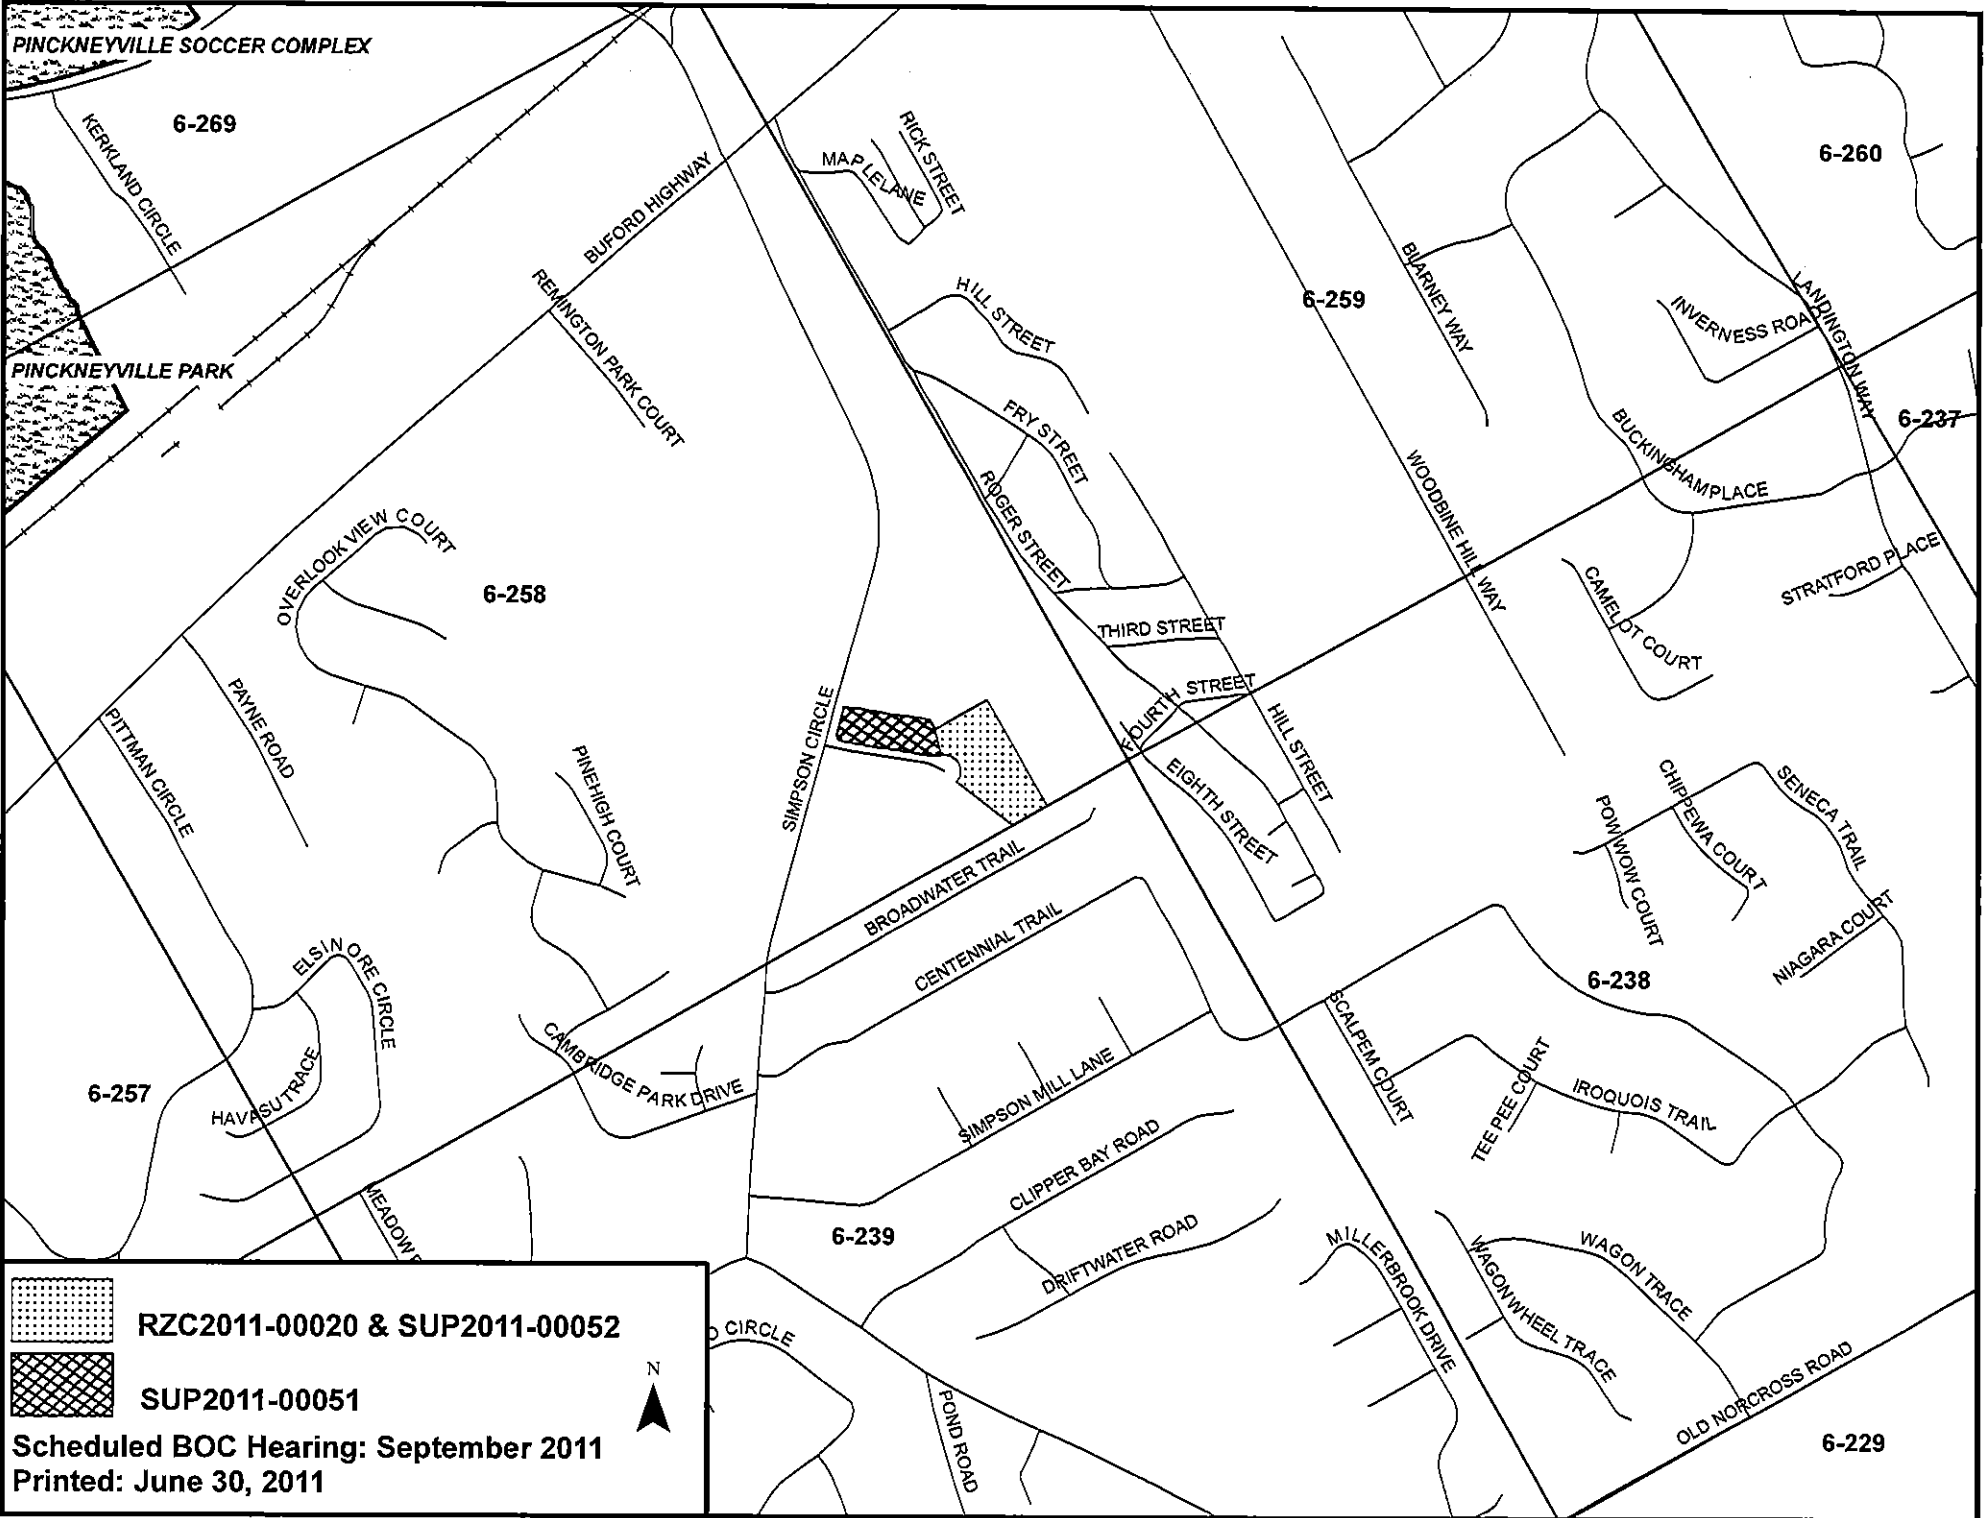 PINCKNEYVILLE SOCCER COMPLEX
6-269
KERKLAND CIRCLE
RICK STREET
MAPLELANE
6-260
BUFORD HIGHWAY
REMINGTON PARK COURT
HILL STREET
BLARNEY WAY
6-259
LANDINGTON WAY
INVERNESS ROAD
PINCKNEYVILLE PARK
FRY STREET
6-237
BUCKINGHAMPLACE
WOODBINE HILL WAY
ROGER STREET
OVERLOOK VIEW COURT
6-258
STRATFORD PLACE
CAMELOT COURT
THIRD STREET
FOURTH STREET
HILL STREET
PAYNE ROAD
PITTMAN CIRCLE
SIMPSON CIRCLE
PINEHIGH COURT
EIGHTH STREET
CHIPPEWA COURT
SENECA TRAIL
POWWOW COURT
BROADWATER TRAIL
CENTENNIAL TRAIL
NIAGARA COURT
ELSINORE CIRCLE
6-238
SCALPEM COURT
CAMBRIDGE PARK DRIVE
SIMPSON MILL LANE
TEE PEE COURT
IROQUOIS TRAIL
6-257
HAVASU TRACE
CLIPPER BAY ROAD
MEADOW
6-239
DRIFTWATER ROAD
MILLERBROOK DRIVE
WAGONWHEEL TRACE
WAGON TRACE
O CIRCLE
POND ROAD
OLD NORCROSS ROAD
6-229
RZC2011-00020 & SUP2011-00052
SUP2011-00051
N
Scheduled BOC Hearing: September 2011
Printed: June 30, 2011